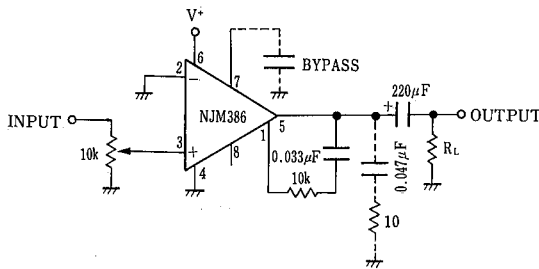 V+
6
2
7
BYPASS
NJM386
220μF
+
INPUT
1
5
OUTPUT
3
10k
8
4
0.033μF
10k
0.047μF
RL
10